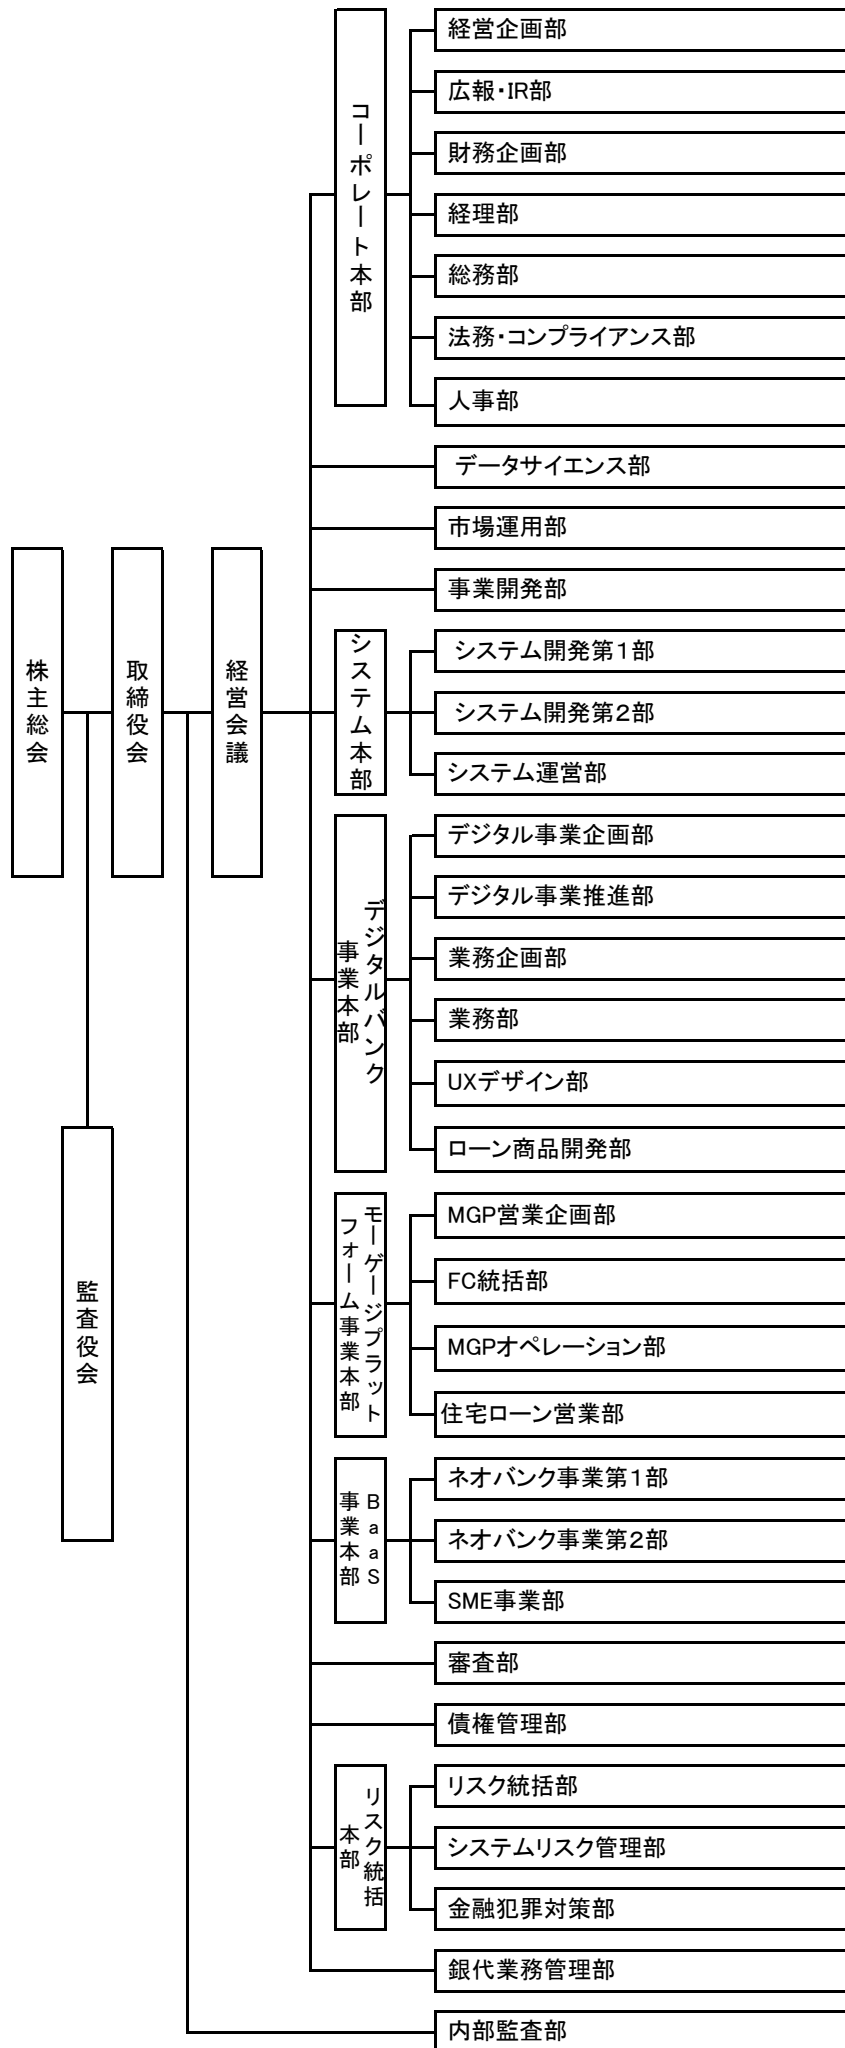 株主総会
取締役会
経営会議
監査役会
コーポレート本部
経営企画部
広報・IR部
財務企画部
経理部
総務部
法務・コンプライアンス部
人事部
データサイエンス部
市場運用部
事業開発部
システム本部
システム開発第1部
システム開発第2部
システム運営部
デジタルバンク
事業本部
デジタル事業企画部
デジタル事業推進部
業務企画部
業務部
UXデザイン部
ローン商品開発部
モーゲージプラット
フォーム事業本部
MGP営業企画部
FC統括部
MGPオペレーション部
住宅ローン営業部
BaaS
事業本部
ネオバンク事業第1部
ネオバンク事業第2部
SME事業部
審査部
債権管理部
リスク統括
本部
リスク統括部
システムリスク管理部
金融犯罪対策部
銀代業務管理部
内部監査部